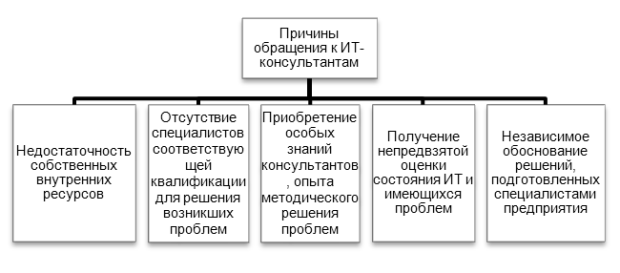 Причины
обращения к ИТ-
консультантам
Недостаточность
собственных
внутренних
ресурсов
Отсутствие
специалистов
соответствую
щей
квалификации
для решения
возникших
проблем
Приобретение
особых
знаний
консультантов
, опыта
методического
решения
проблем
Получение
непредвзятой
оценки
состояния ИТ и
имеющихся
проблем
Независимое
обоснование
решений,
подготовленных
специалистами
предприятия